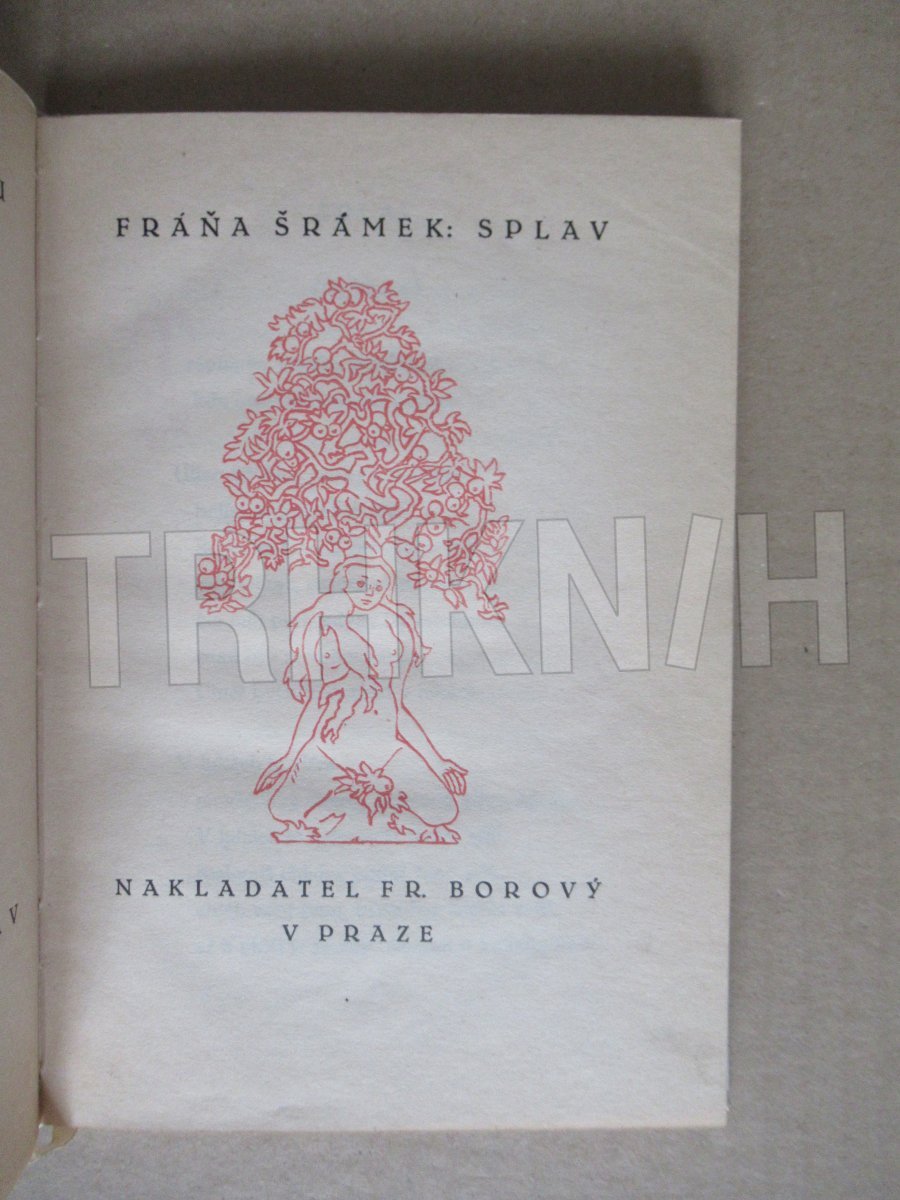 FRÁŇA ŠRÁMEK: SPLAV
TRHKNIH
NAKLADATEL FR. BOROVÝ
V PRAZE